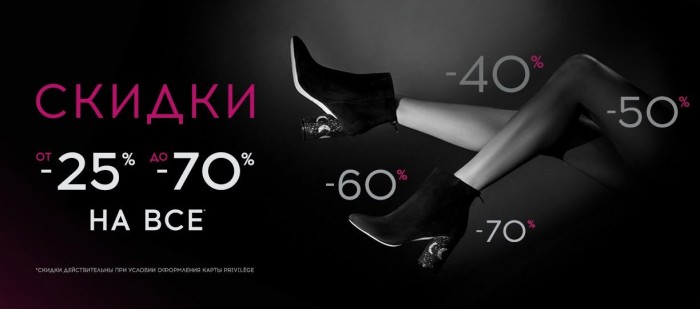 СКИДКИ
ОТ -25% ДО -70%
НА ВСЕ*
*СКИДКИ ДЕЙСТВИТЕЛЬНЫ ПРИ УСЛОВИИ ОФОРМЛЕНИЯ КАРТЫ PRIVILÈGE
-40%
-50%
-60%
-70%